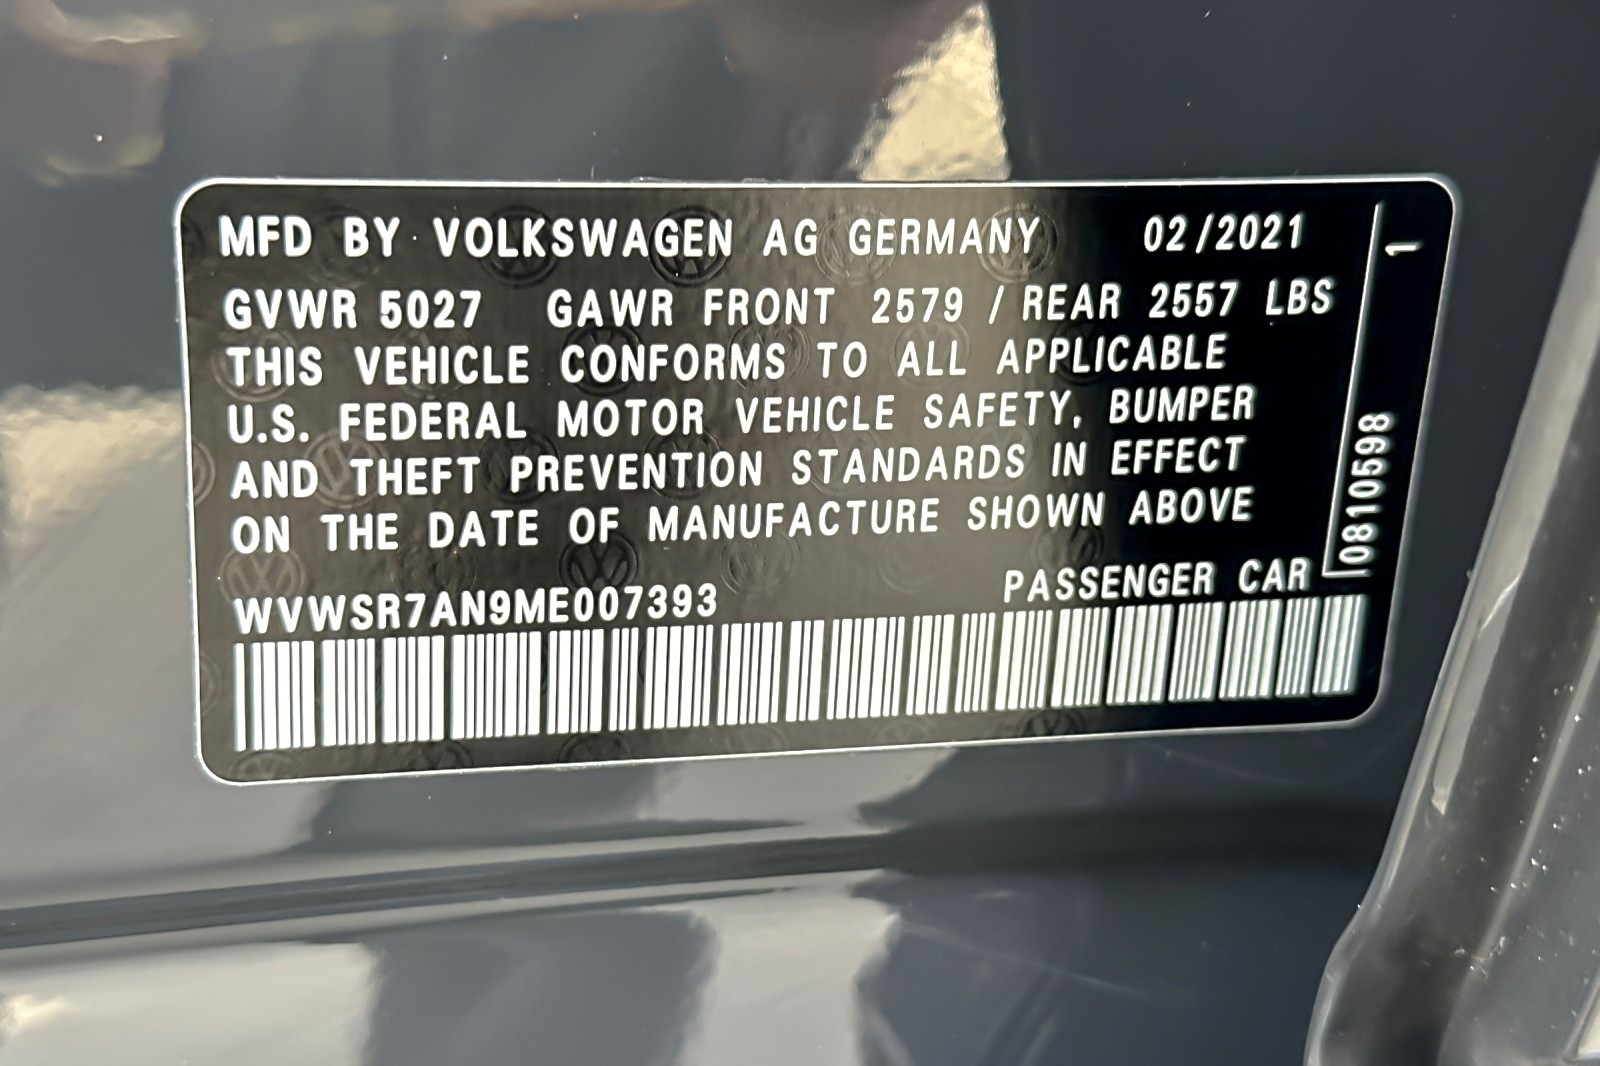 MFD BY VOLKSWAGEN AG GERMANY 02/2021
GVWR 5027 GAWR FRONT 2579 / REAR 2557 LBS
THIS VEHICLE CONFORMS TO ALL APPLICABLE
U.S. FEDERAL MOTOR VEHICLE SAFETY, BUMPER
AND THEFT PREVENTION STANDARDS IN EFFECT
ON THE DATE OF MANUFACTURE SHOWN ABOVE
WVWSR7AN9ME007393 PASSENGER CAR
0810598 1